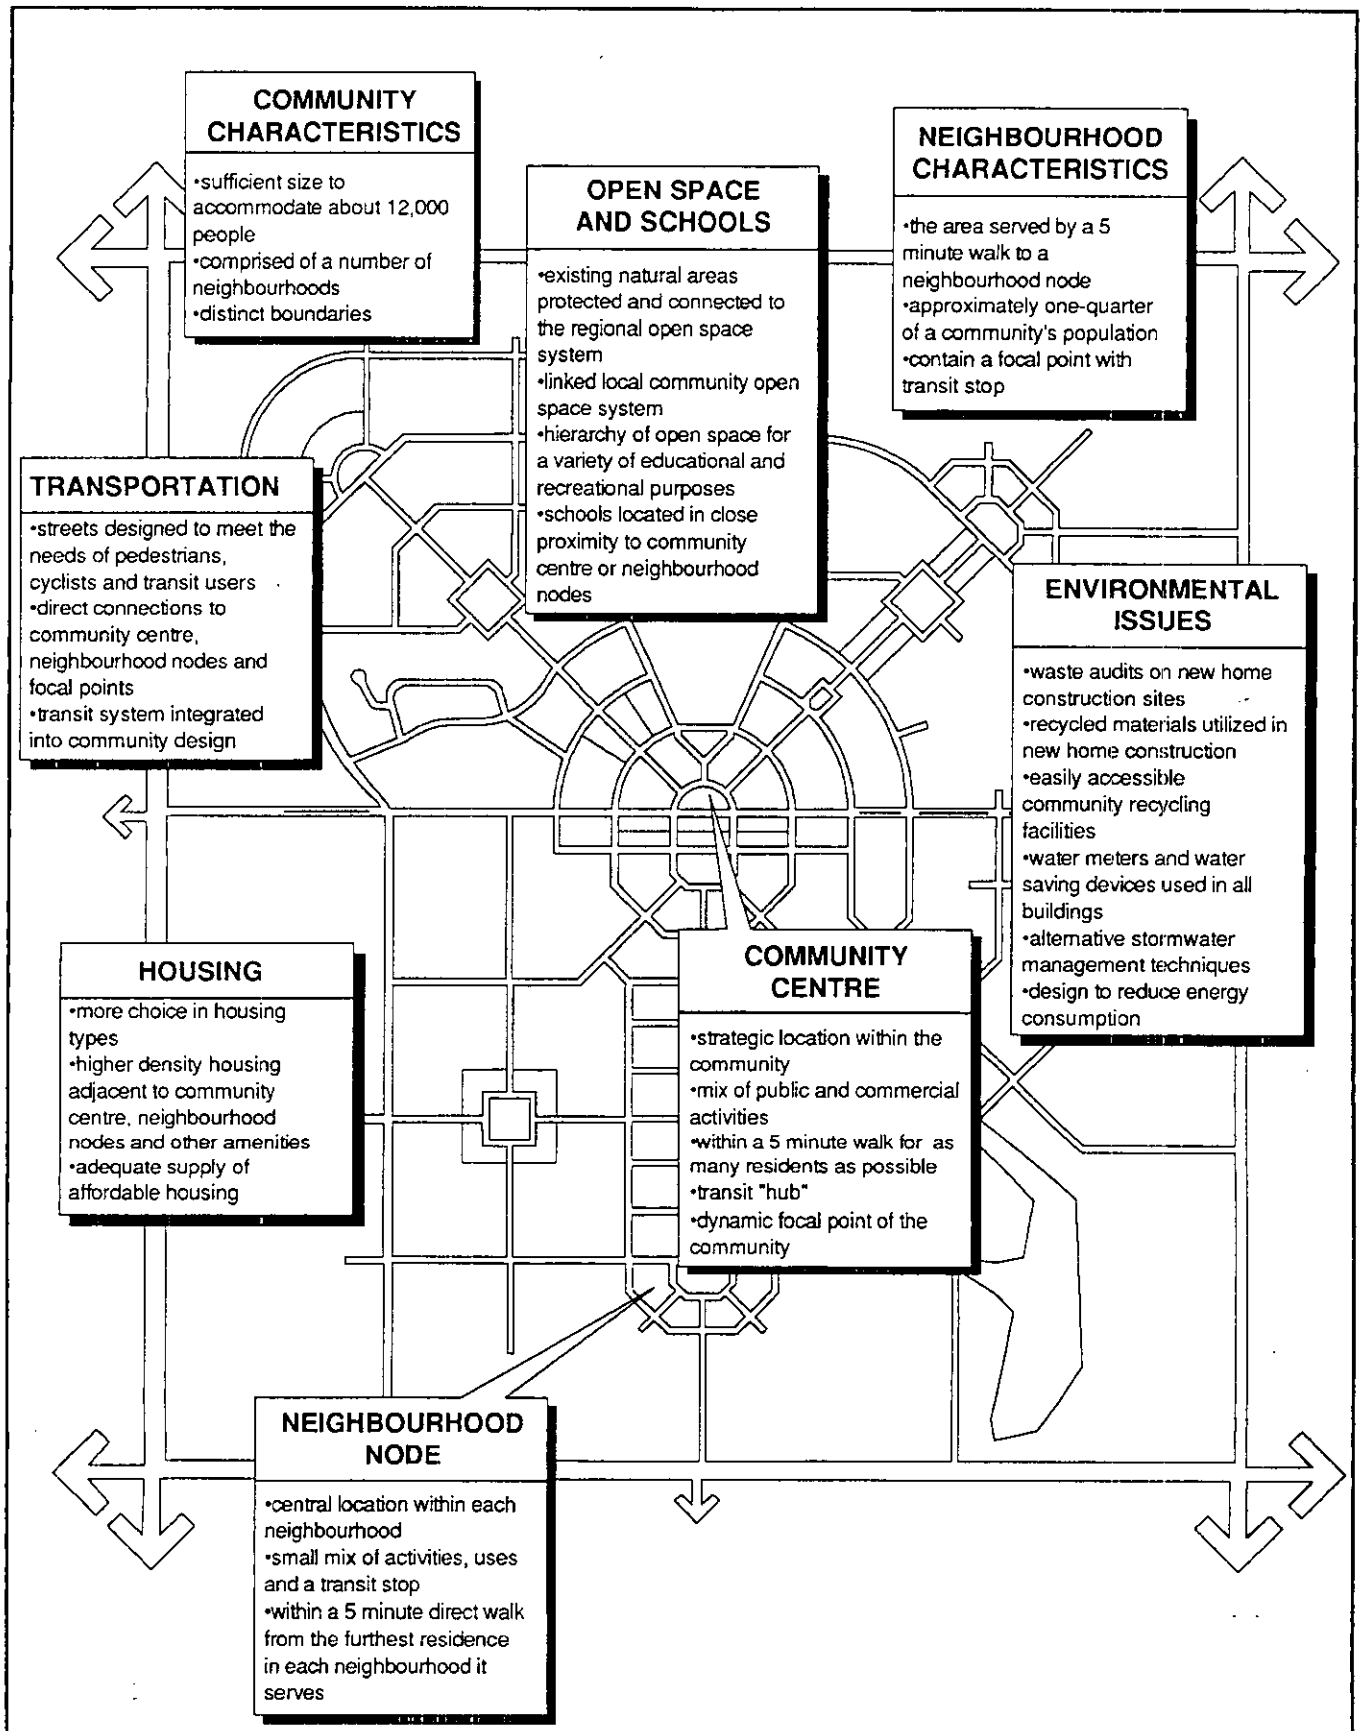 COMMUNITY
CHARACTERISTICS
•sufficient size to
accommodate about 12,000
people
•comprised of a number of
neighbourhoods
•distinct boundaries
OPEN SPACE
AND SCHOOLS
•existing natural areas
protected and connected to
the regional open space
system
•linked local community open
space system
•hierarchy of open space for
a variety of educational and
recreational purposes
•schools located in close
proximity to community
centre or neighbourhood
nodes
NEIGHBOURHOOD
CHARACTERISTICS
•the area served by a 5
minute walk to a
neighbourhood node
•approximately one-quarter
of a community's population
•contain a focal point with
transit stop
TRANSPORTATION
•streets designed to meet the
needs of pedestrians,
cyclists and transit users
•direct connections to
community centre,
neighbourhood nodes and
focal points
•transit system integrated
into community design
ENVIRONMENTAL
ISSUES
•waste audits on new home
construction sites
•recycled materials utilized in
new home construction
•easily accessible
community recycling
facilities
•water meters and water
saving devices used in all
buildings
•alternative stormwater
management techniques
•design to reduce energy
consumption
HOUSING
•more choice in housing
types
•higher density housing
adjacent to community
centre, neighbourhood
nodes and other amenities
•adequate supply of
affordable housing
COMMUNITY
CENTRE
•strategic location within the
community
•mix of public and commercial
activities
•within a 5 minute walk for as
many residents as possible
•transit "hub"
•dynamic focal point of the
community
NEIGHBOURHOOD
NODE
•central location within each
neighbourhood
•small mix of activities, uses
and a transit stop
•within a 5 minute direct walk
from the furthest residence
in each neighbourhood it
serves